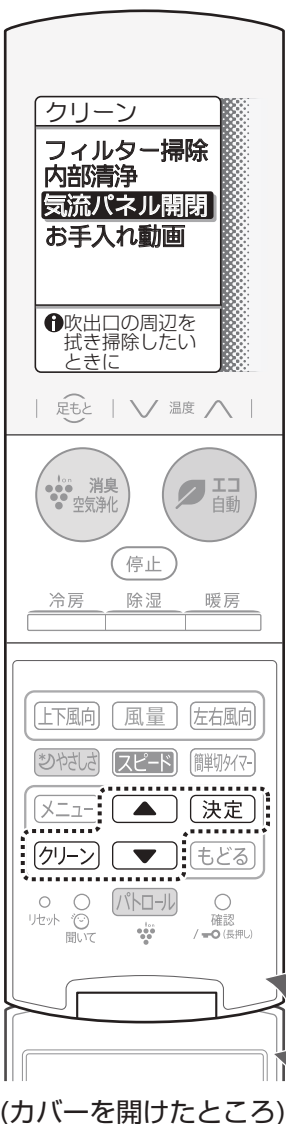 クリーン
フィルター掃除
内部清浄
気流パネル開閉
お手入れ動画
❶吹出口の周辺を
拭き掃除したい
ときに
足もと 温度
ion 消臭
空気浄化
エコ
自動
停止
冷房 除湿 暖房
上下風向 風量 左右風向
やさしさ スピード 簡単切タイマー
メニュー ▲ 決定
クリーン ▼ もどる
リセット 聞いて パトロール ion 確認
/ (長押し)
(カバーを開けたところ)